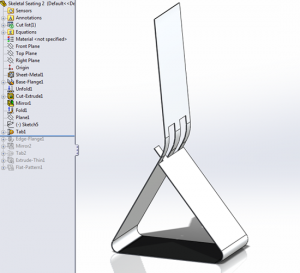 Skeletal Seating 2 (Default<<De
Sensors
Annotations
Cut list(1)
Equations
Material <not specified>
Front Plane
Top Plane
Right Plane
Origin
Sheet-Metal1
Base-Flange1
Unfold1
Cut-Extrude1
Mirror1
Fold1
Plane1
(-) Sketch5
Tab1
Edge-Flange1
Mirror2
Tab2
Extrude-Thin1
Flat-Pattern1